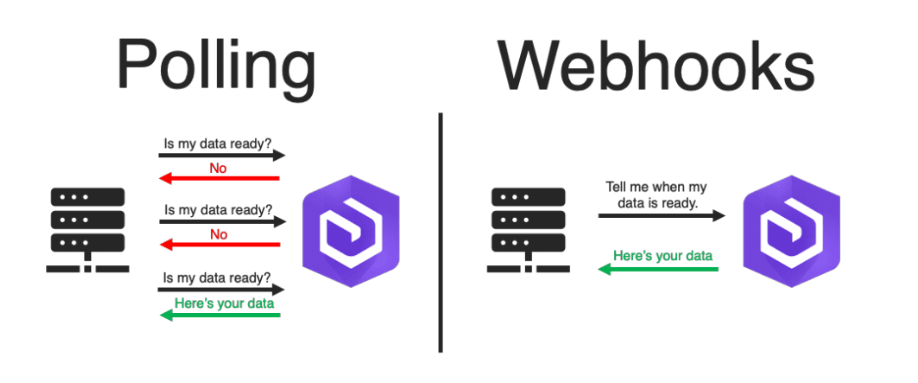 Polling
Is my data ready?
No
Is my data ready?
No
Is my data ready?
Here's your data
Webhooks
Tell me when my
data is ready.
Here's your data